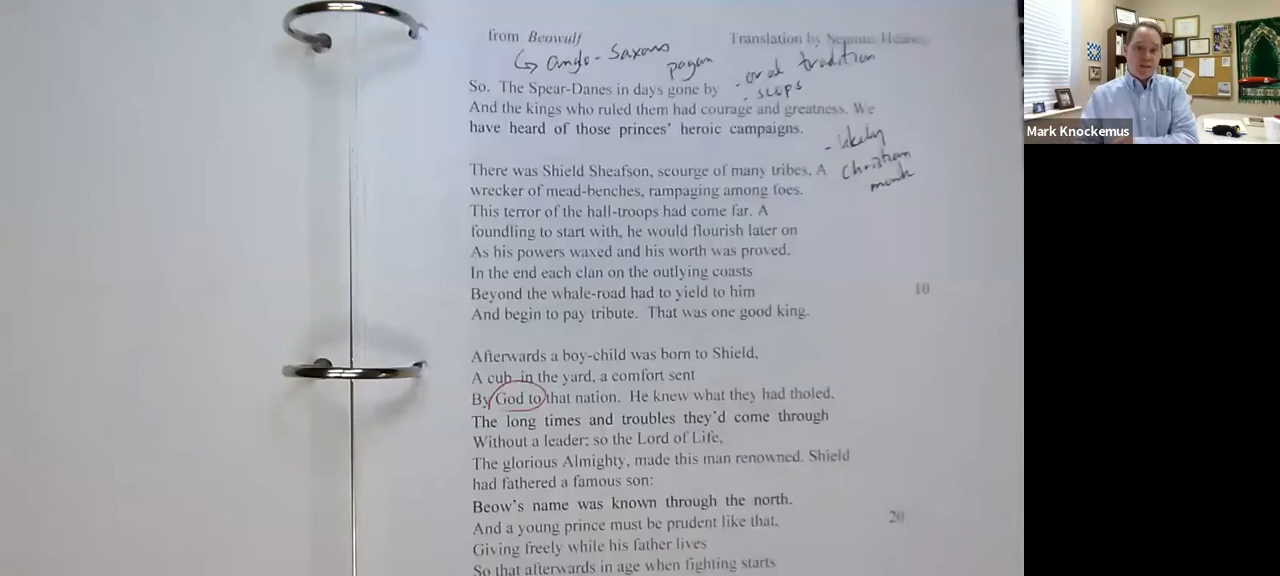 from Beowulf
Translation by Seamus Heaney
↳ Anglo-Saxons
pagan
- oral tradition
- scops
So. The Spear-Danes in days gone by
And the kings who ruled them had courage and greatness. We
have heard of those princes' heroic campaigns.
- likely
Christian
monk
There was Shield Sheafson, scourge of many tribes, A
wrecker of mead-benches, rampaging among foes.
This terror of the hall-troops had come far. A
foundling to start with, he would flourish later on
As his powers waxed and his worth was proved.
In the end each clan on the outlying coasts
Beyond the whale-road had to yield to him
10
And begin to pay tribute. That was one good king.
Afterwards a boy-child was born to Shield,
A cub in the yard, a comfort sent
By God to that nation. He knew what they had tholed.
The long times and troubles they'd come through
Without a leader; so the Lord of Life,
The glorious Almighty, made this man renowned. Shield
had fathered a famous son:
Beow's name was known through the north.
And a young prince must be prudent like that,
20
Giving freely while his father lives
So that afterwards in age when fighting starts
Mark Knockemus